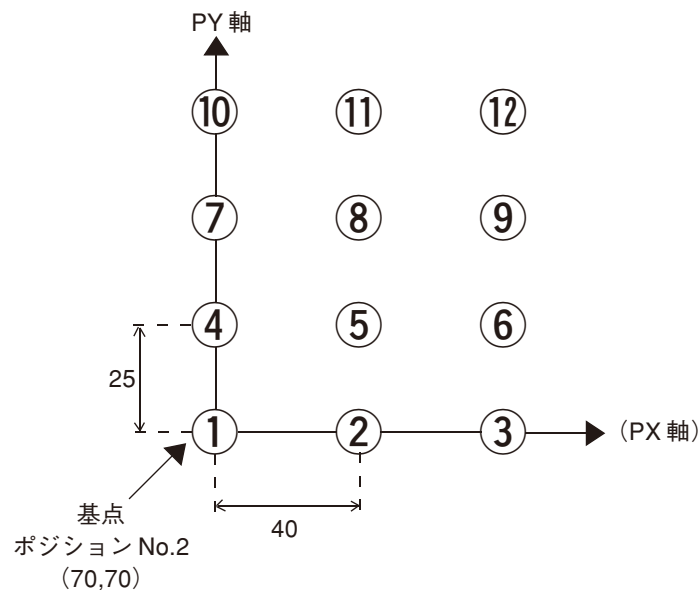 PY 軸
⑩ ⑪ ⑫
⑦ ⑧ ⑨
④ ⑤ ⑥
25
① ② ③
（PX 軸）
40
基点
ポジション No.2
（70,70）